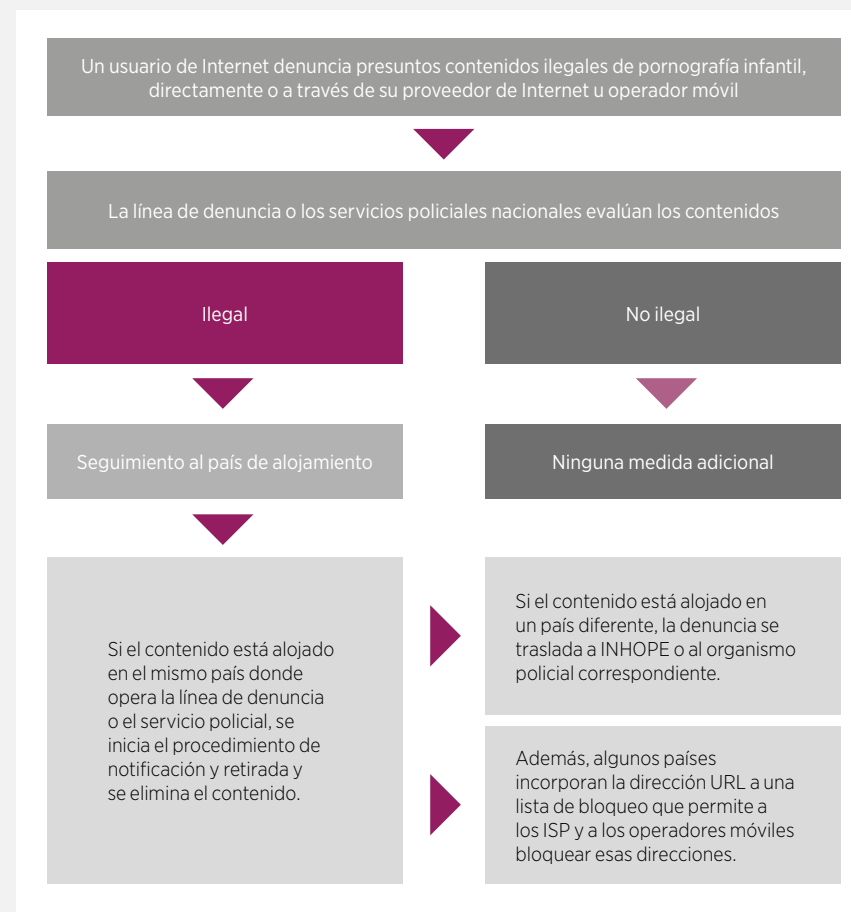 Un usuario de Internet denuncia presuntos contenidos ilegales de pornografía infantil,
directamente o a través de su proveedor de Internet u operador móvil
La línea de denuncia o los servicios policiales nacionales evalúan los contenidos
Ilegal
No ilegal
Seguimiento al país de alojamiento
Ninguna medida adicional
Si el contenido está alojado
en el mismo país donde
opera la línea de denuncia
o el servicio policial, se
inicia el procedimiento de
notificación y retirada y
se elimina el contenido.
Si el contenido está alojado en
un país diferente, la denuncia se
traslada a INHOPE o al organismo
policial correspondiente.
Además, algunos países
incorporan la dirección URL a una
lista de bloqueo que permite a
los ISP y a los operadores móviles
bloquear esas direcciones.